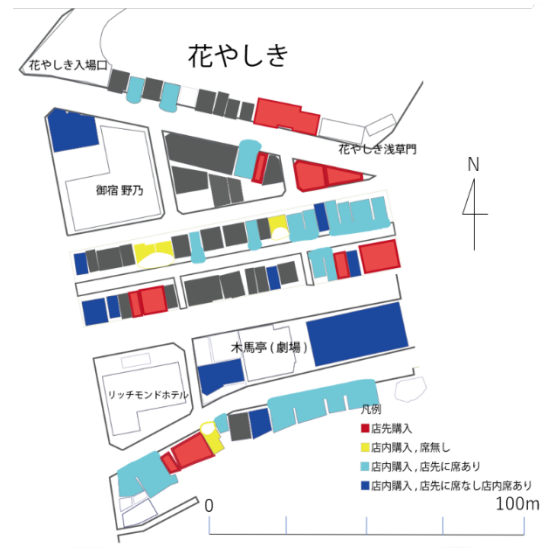 花やしき
花やしき入場口
花やしき浅草門
N
御宿 野乃
木馬亭 ( 劇場 )
リッチモンドホテル
凡例
店先購入
店内購入 , 席無し
店内購入 , 店先に席あり
店内購入 , 店先に席なし店内席あり
0
100m